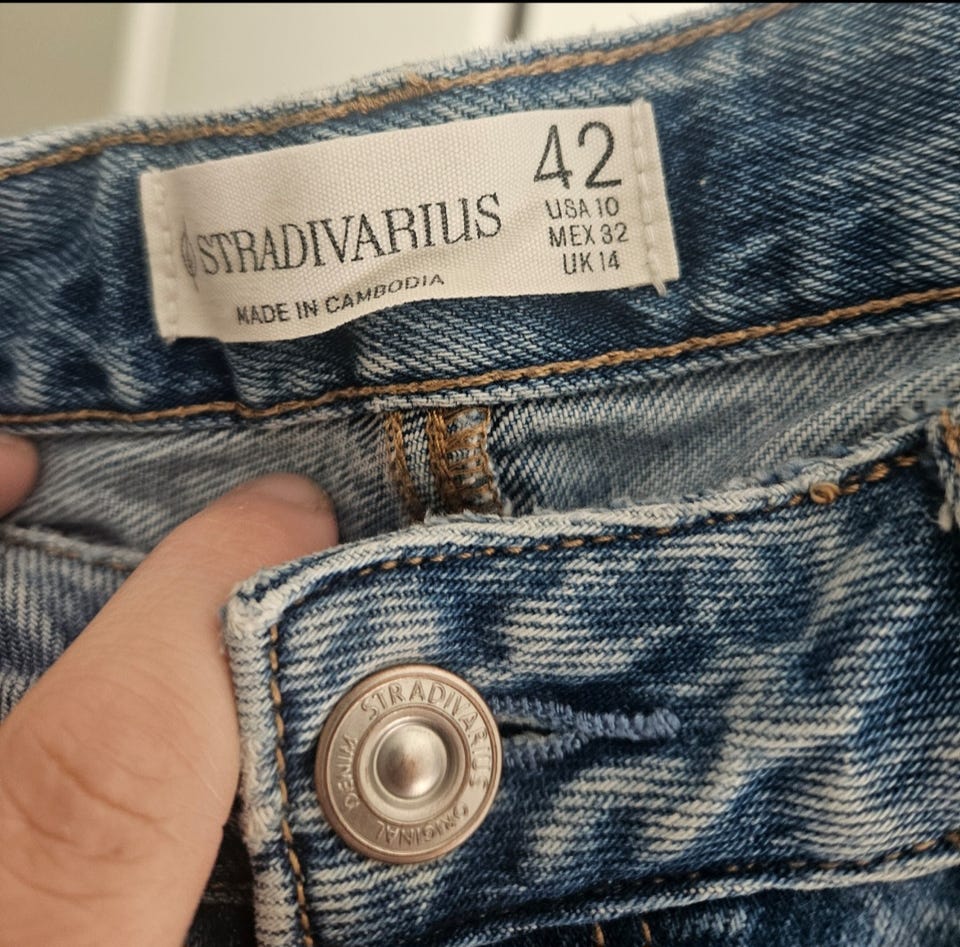 STRADIVARIUS
MADE IN CAMBODIA
42
USA 10
MEX 32
UK 14
STRADIVARIUS
ORIGINAL DENIM